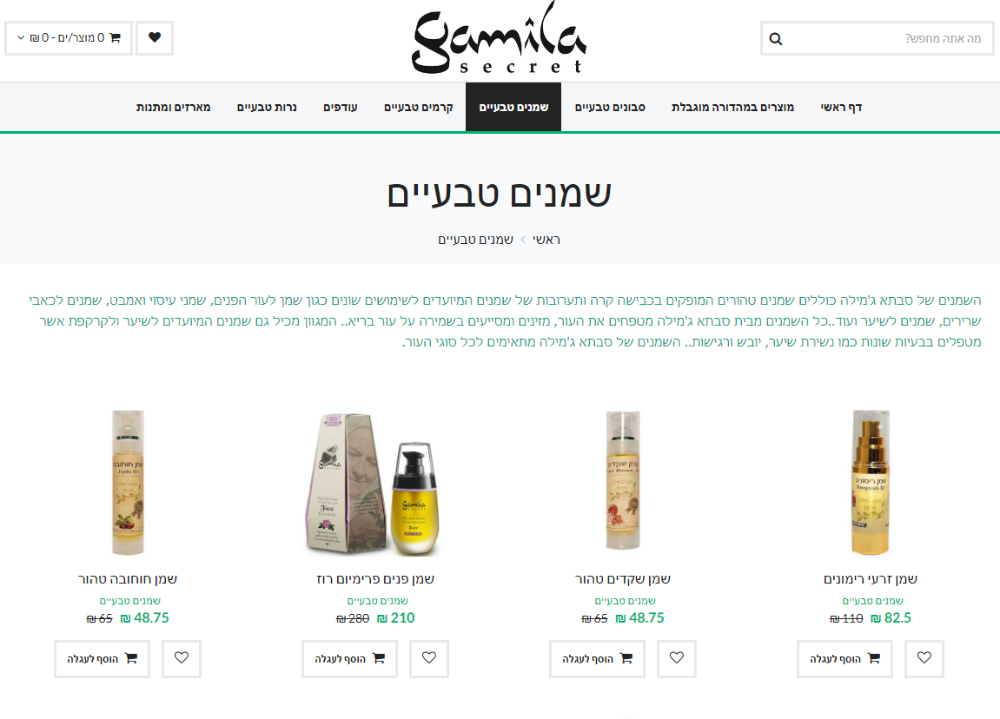 מה אתה מחפש?
gamila
secret
0 מוצר/ים - 0 ₪
דף ראשי
מוצרים במהדורה מוגבלת
סבונים טבעיים
שמנים טבעיים
קרמים טבעיים
עודפים
נרות טבעיים
מארזים ומתנות
שמנים טבעיים
ראשי
שמנים טבעיים
השמנים של סבתא ג'מילה כוללים שמנים טהורים המופקים בכבישה קרה ותערובות של שמנים המיועדים לשימושים שונים כגון שמן לעור הפנים, שמני עיסוי ואמבט, שמנים לכאבי
שרירים, שמנים לשיער ועוד..כל השמנים מבית סבתא ג'מילה מטפחים את העור, מזינים ומסייעים בשמירה על עור בריא.. המגוון מכיל גם שמנים המיועדים לשיער ולקרקפת אשר
מטפלים בבעיות שונות כמו נשירת שיער, יובש ורגישות.. השמנים של סבתא ג'מילה מתאימים לכל סוגי העור.
שמן רימונים
Pomegranate Oil
שמן זרעי רימונים
שמנים טבעיים
82.5 ₪ 110 ₪
הוסף לעגלה
שמן שקדים
שמן שקדים טהור
שמנים טבעיים
48.75 ₪ 65 ₪
הוסף לעגלה
gamila
Face
gamila
secret
Face
שמן פנים פרימיום רוז
שמנים טבעיים
210 ₪ 280 ₪
הוסף לעגלה
שמן חוחובה
Jojoba Oil
שמן חוחובה טהור
שמנים טבעיים
48.75 ₪ 65 ₪
הוסף לעגלה